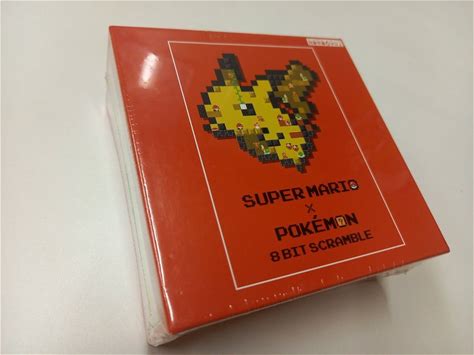 SUPER MARIO
×
POKÉMON
8 BIT SCRAMBLE